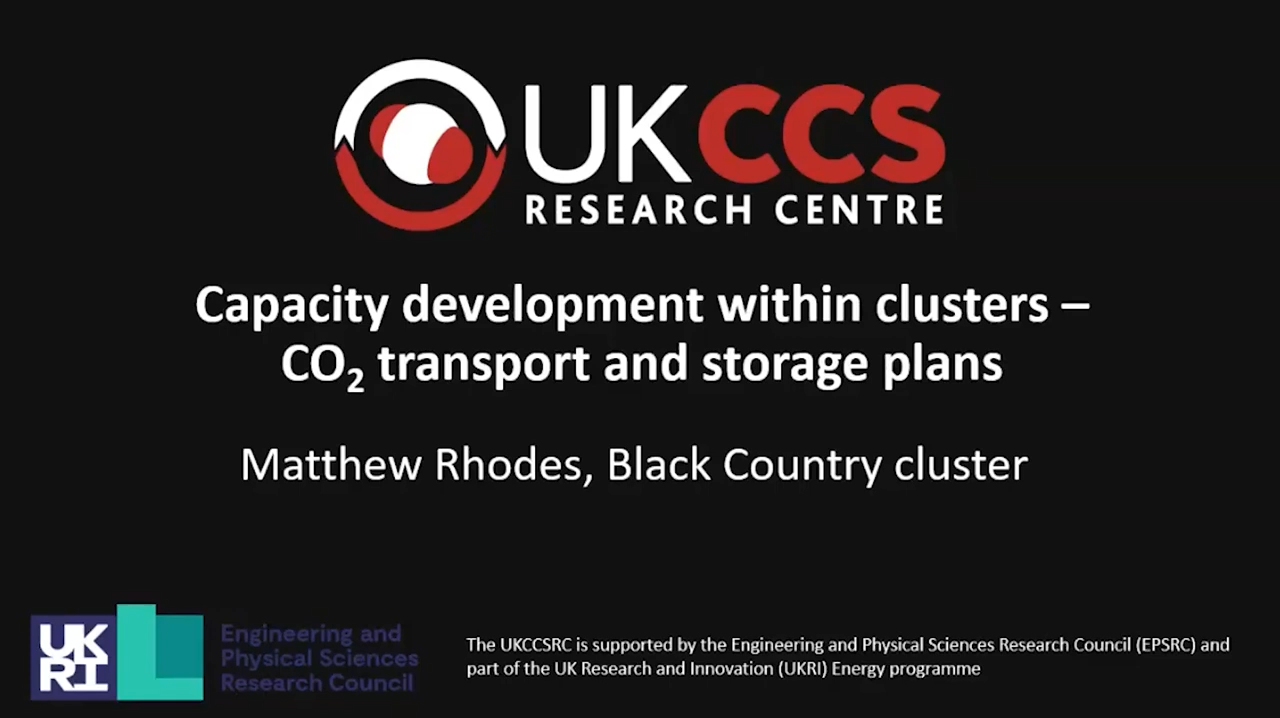 UKCCS
RESEARCH CENTRE
Capacity development within clusters –
CO₂ transport and storage plans
Matthew Rhodes, Black Country cluster
UK
RI
Engineering and
Physical Sciences
Research Council
The UKCCSRC is supported by the Engineering and Physical Sciences Research Council (EPSRC) and
part of the UK Research and Innovation (UKRI) Energy programme